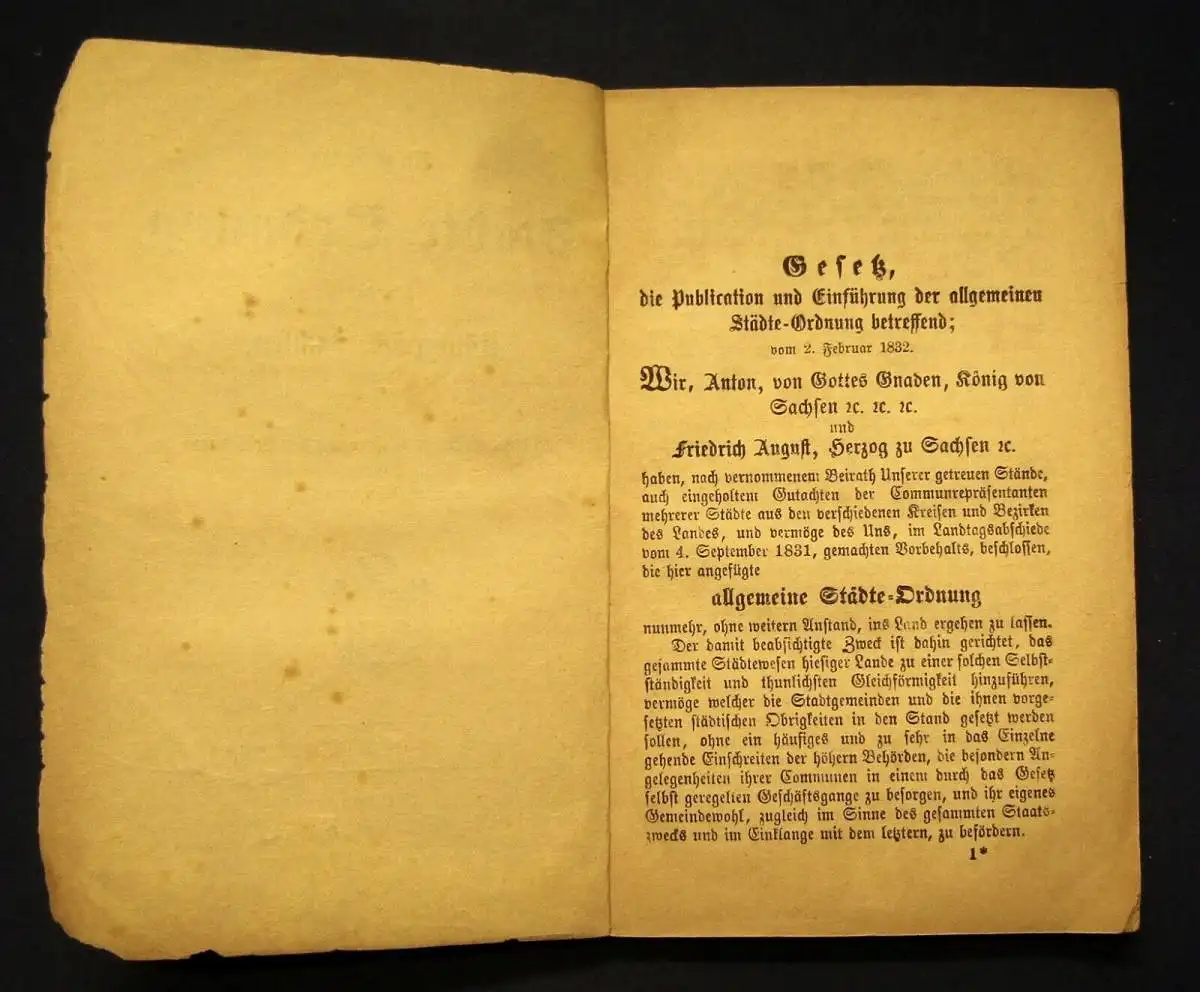 Gesetz,
die Publication und Einführung der allgemeinen
Städte-Ordnung betreffend;
vom 2. Februar 1832.
Wir, Anton, von Gottes Gnaden, König von
Sachsen ꝛc. ꝛc. ꝛc.
und
Friedrich August, Herzog zu Sachsen ꝛc.
haben, nach vernommenem Beirath Unserer getreuen Stände,
auch eingeholtem Gutachten der Communrepräsentanten
mehrerer Städte aus den verschiedenen Kreisen und Bezirken
des Landes, und vermöge des Uns, im Landtagsabschiede
vom 4. September 1831, gemachten Vorbehalts, beschlossen,
die hier angefügte
allgemeine Städte-Ordnung
nunmehr, ohne weitern Anstand, ins Land ergehen zu lassen.
Der damit beabsichtigte Zweck ist dahin gerichtet, das
gesammte Städtewesen hiesiger Lande zu einer solchen Selbst-
ständigkeit und thunlichsten Gleichförmigkeit hinzuführen,
vermöge welcher die Stadtgemeinden und die ihnen vorge-
setzten städtischen Obrigkeiten in den Stand gesetzt werden
sollen, ohne ein häufiges und zu sehr in das Einzelne
gehende Einschreiten der höhern Behörden, die besondern An-
gelegenheiten ihrer Communen in einem durch das Gesetz
selbst geregelten Geschäftsgange zu besorgen, und ihr eigenes
Gemeindewohl, zugleich im Sinne des gesammten Staats-
zwecks und im Einklange mit dem letztern, zu befördern.
1*